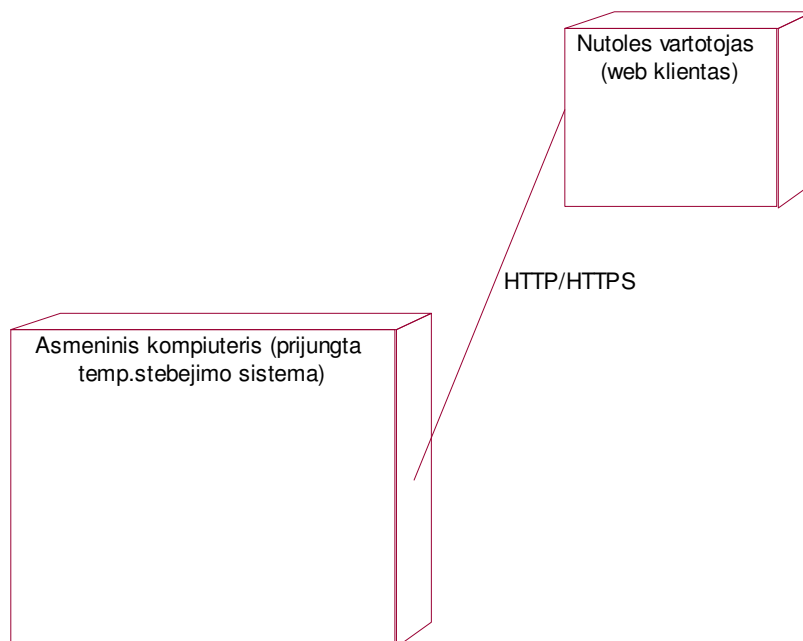 Nutoles vartotojas
(web klientas)
HTTP/HTTPS
Asmeninis kompiuteris (prijungta
temp.stebejimo sistema)